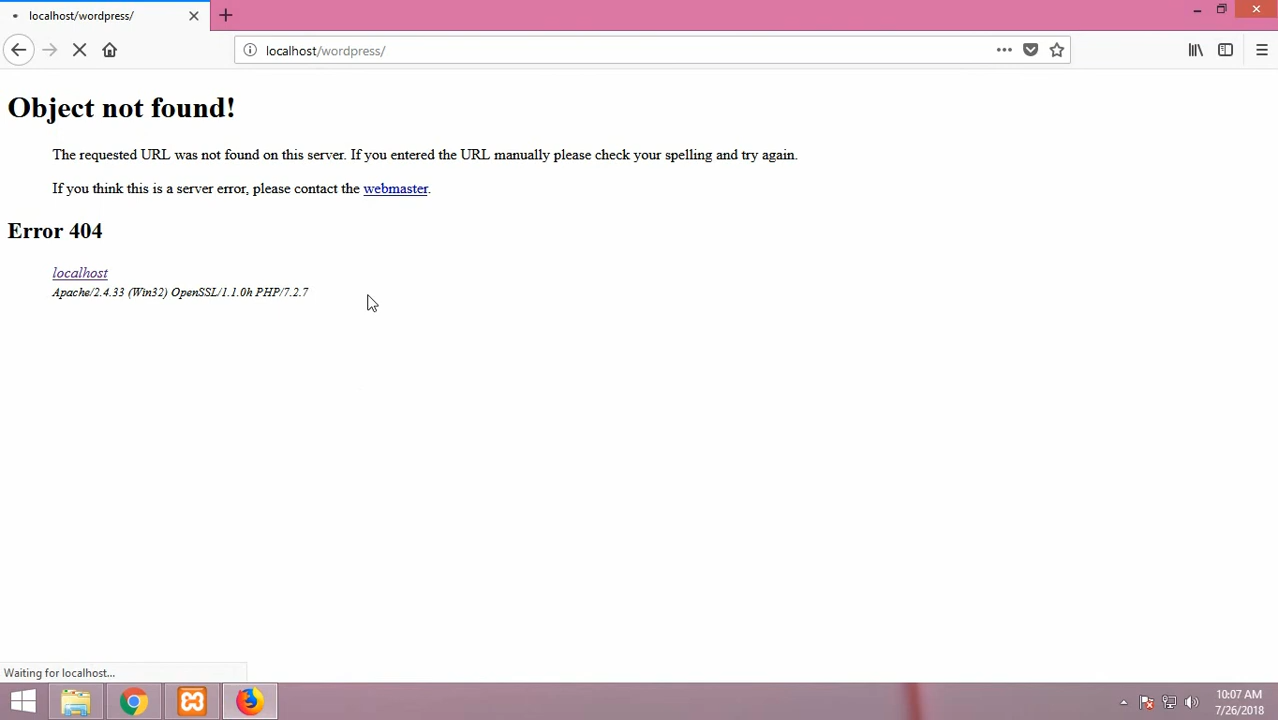 localhost/wordpress/
localhost/wordpress/
Object not found!
The requested URL was not found on this server. If you entered the URL manually please check your spelling and try again.
If you think this is a server error, please contact the webmaster.
Error 404
localhost
Apache/2.4.33 (Win32) OpenSSL/1.1.0h PHP/7.2.7
Waiting for localhost...
10:07 AM
7/26/2018